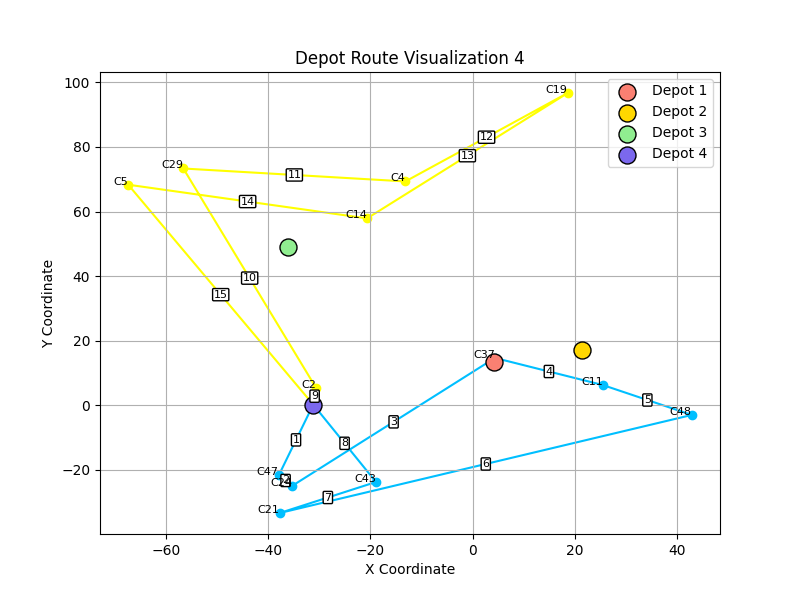 Depot Route Visualization 4
Depot 1
Depot 2
Depot 3
Depot 4
Y Coordinate
X Coordinate
100
80
60
40
20
0
−20
−60
−40
−20
0
20
40
C19
C4
C14
C29
C5
C2
C37
C11
C48
C47
C21
C43
12
13
11
14
10
15
9
1
8
3
4
5
6
7